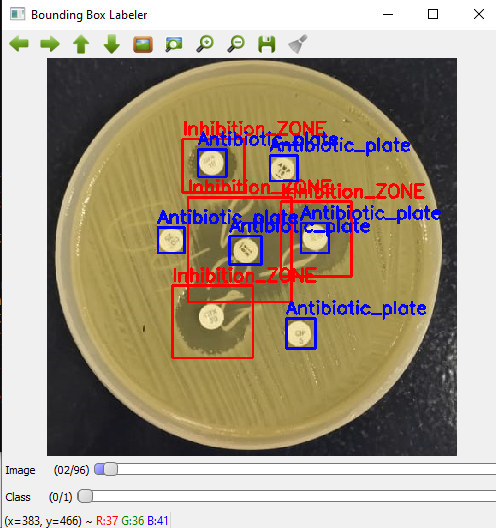 Bounding Box Labeler
Inhibition_ZONE
Antibiotic_plate
Antibiotic_plate
Inhibition_ZONE
Inhibition_ZONE
Antibiotic_plate
Antibiotic_plate
Antibiotic_plate
Inhibition_ZONE
Antibiotic_plate
Image (02/96)
Class (0/1)
(x=383, y=466) ~ R:37 G:36 B:41